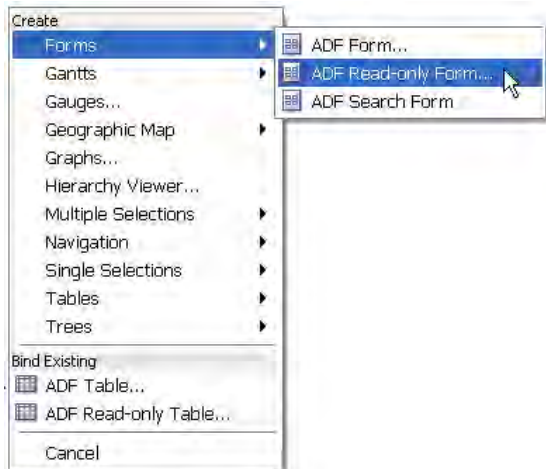 Create
Forms
ADF Form...
Gantts
ADF Read-only Form...
Gauges...
ADF Search Form
Geographic Map
Graphs...
Hierarchy Viewer...
Multiple Selections
Navigation
Single Selections
Tables
Trees
Bind Existing
ADF Table...
ADF Read-only Table...
Cancel